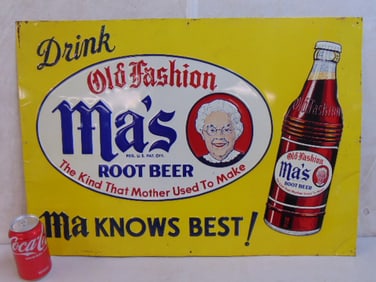 Drink
Old Fashion
Ma's
REG. U.S. PAT. OFF.
ROOT BEER
The Kind That Mother Used To Make
Ma KNOWS BEST!
Old Fashion
Ma's
ROOT BEER
Coca-Cola